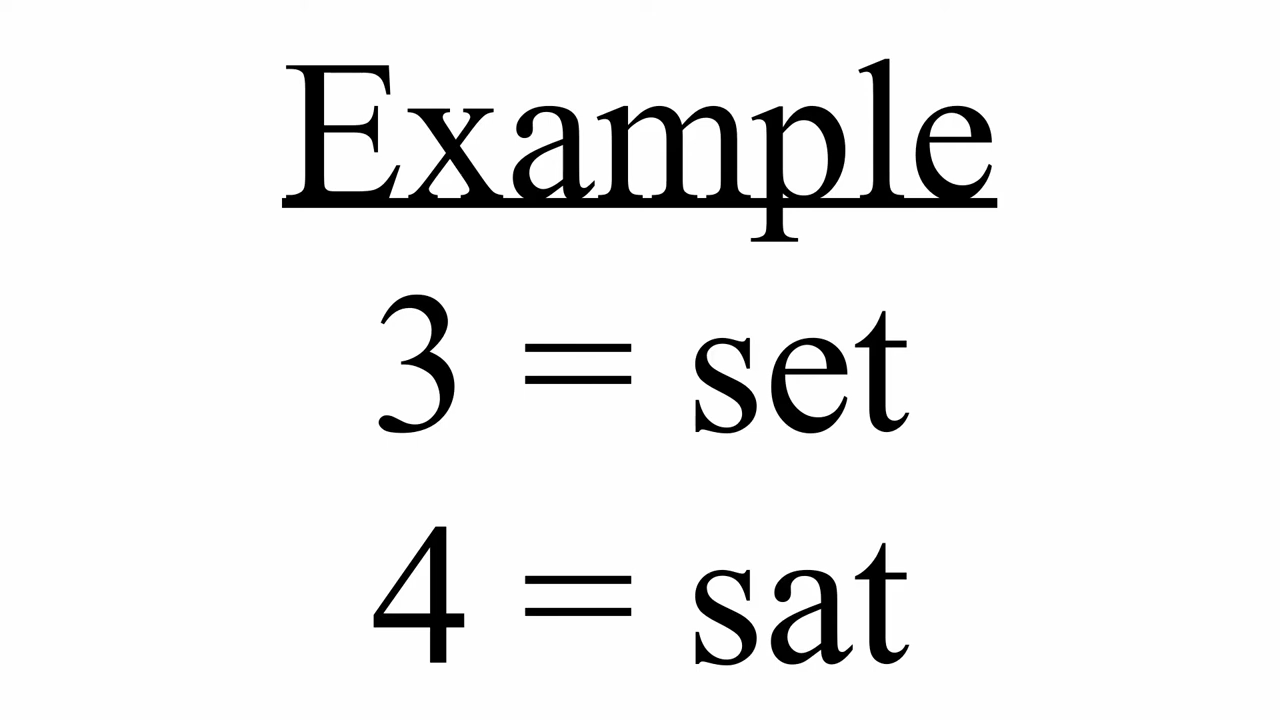 Example
3 = set
4 = sat